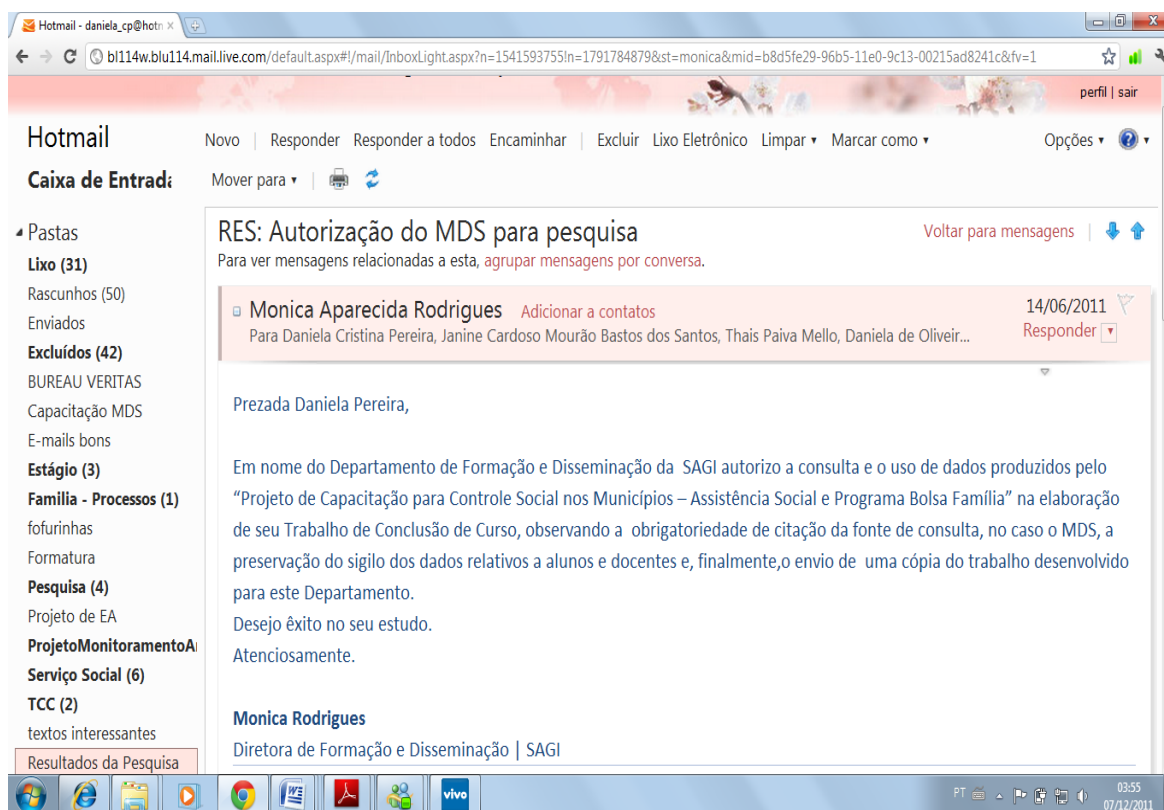 Hotmail - daniela_cp@hotn
bl114w.blu114.mail.live.com/default.aspx#!/mail/InboxLight.aspx?n=1541593755!n=1791784879&st=monica&mid=b8d5fe29-96b5-11e0-9c13-00215ad8241c&fv=1
perfil | sair
Hotmail
Novo | Responder Responder a todos Encaminhar | Excluir Lixo Eletrônico Limpar Marcar como Opções
Caixa de Entrada
Mover para
Pastas
Lixo (31)
Rascunhos (50)
Enviados
Excluídos (42)
BUREAU VERITAS
Capacitação MDS
E-mails bons
Estágio (3)
Familia - Processos (1)
fofurinhas
Formatura
Pesquisa (4)
Projeto de EA
ProjetoMonitoramentoA
Serviço Social (6)
TCC (2)
textos interessantes
Resultados da Pesquisa
RES: Autorização do MDS para pesquisa
Voltar para mensagens |
Para ver mensagens relacionadas a esta, agrupar mensagens por conversa.
Monica Aparecida Rodrigues Adicionar a contatos
14/06/2011
Para Daniela Cristina Pereira, Janine Cardoso Mourão Bastos dos Santos, Thais Paiva Mello, Daniela de Oliveir...
Responder
Prezada Daniela Pereira,
Em nome do Departamento de Formação e Disseminação da SAGI autorizo a consulta e o uso de dados produzidos pelo
“Projeto de Capacitação para Controle Social nos Municípios – Assistência Social e Programa Bolsa Família” na elaboração
de seu Trabalho de Conclusão de Curso, observando a obrigatoriedade de citação da fonte de consulta, no caso o MDS, a
preservação do sigilo dos dados relativos a alunos e docentes e, finalmente,o envio de uma cópia do trabalho desenvolvido
para este Departamento.
Desejo êxito no seu estudo.
Atenciosamente.
Monica Rodrigues
Diretora de Formação e Disseminação | SAGI
vivo
PT
03:55
07/12/2011